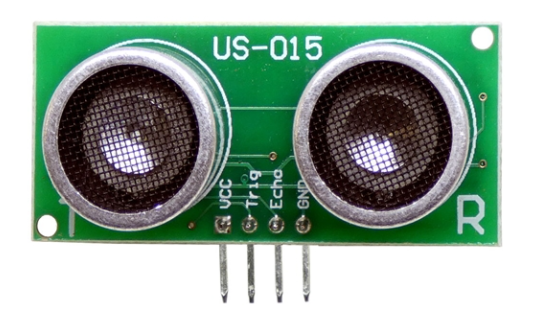 US-015
T
VCC
Trig
Echo
GND
R